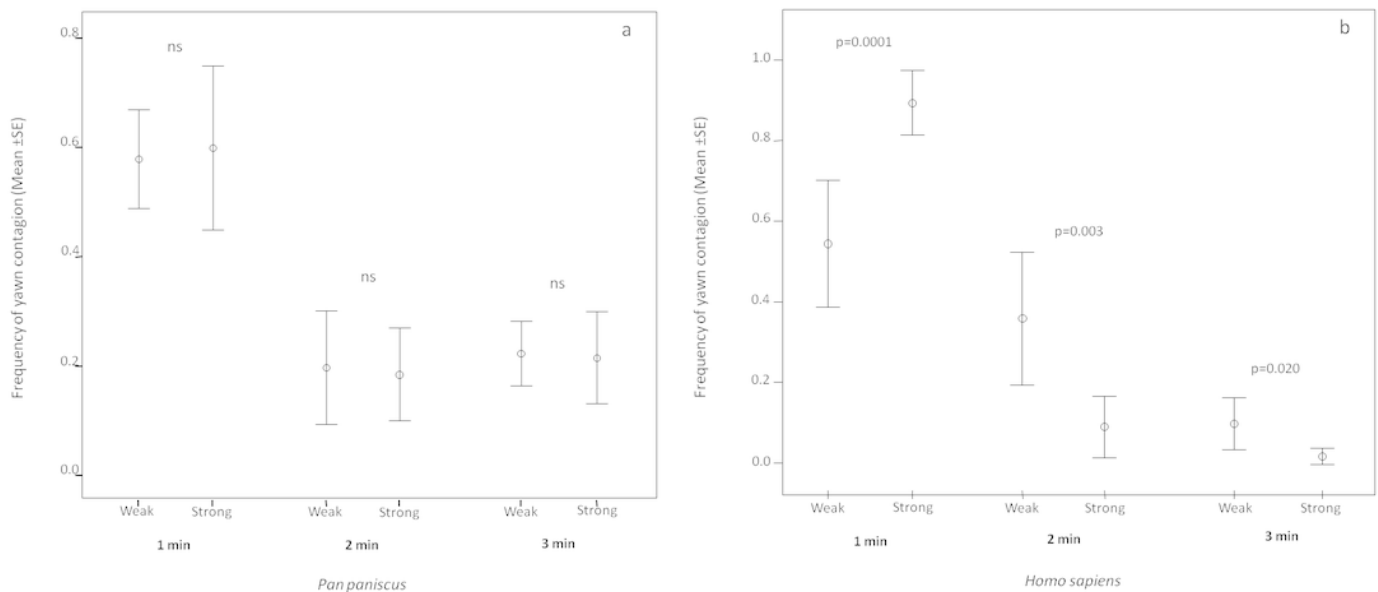 a
0.8
0.6
0.4
0.2
0.0
Frequency of yawn contagion (Mean ±SE)
ns
ns
ns
Weak Strong Weak Strong Weak Strong
1 min 2 min 3 min
Pan paniscus
b
1.0
0.8
0.6
0.4
0.2
0.0
Frequency of yawn contagion (Mean ±SE)
p=0.0001
p=0.003
p=0.020
Weak Strong Weak Strong Weak Strong
1 min 2 min 3 min
Homo sapiens